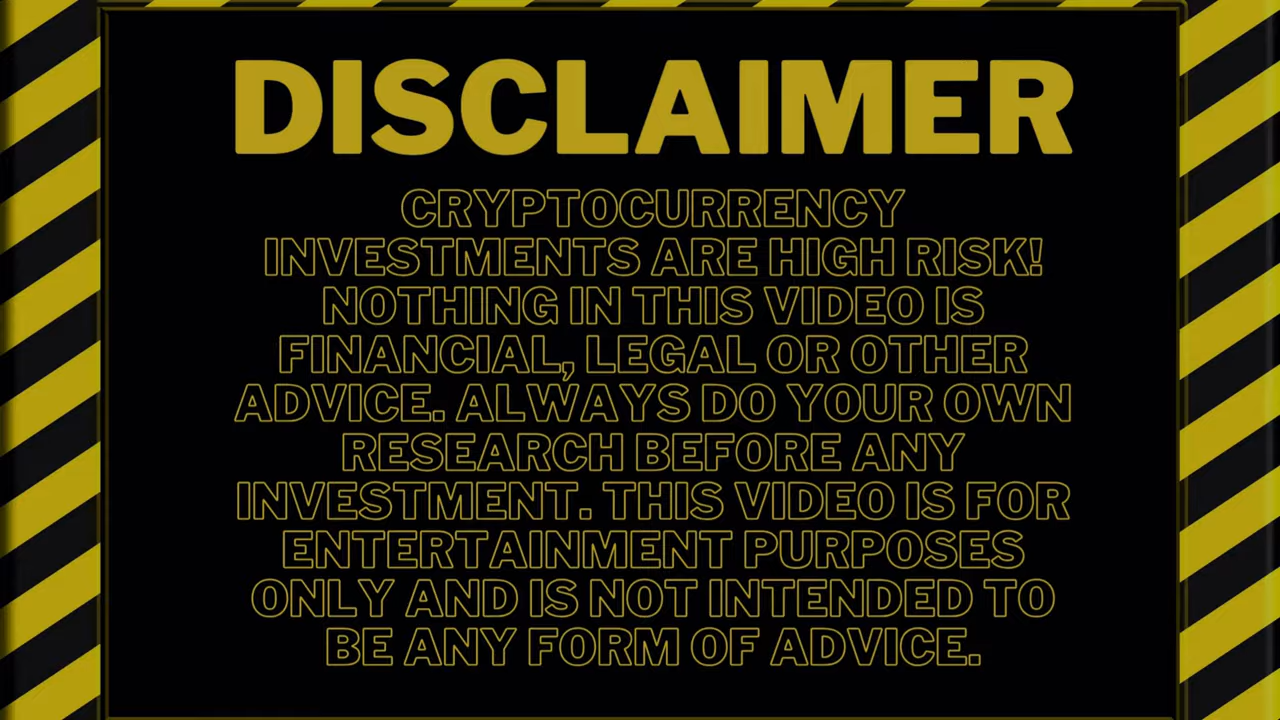 DISCLAIMER
CRYPTOCURRENCY
INVESTMENTS ARE HIGH RISK!
NOTHING IN THIS VIDEO IS
FINANCIAL, LEGAL OR OTHER
ADVICE. ALWAYS DO YOUR OWN
RESEARCH BEFORE ANY
INVESTMENT. THIS VIDEO IS FOR
ENTERTAINMENT PURPOSES
ONLY AND IS NOT INTENDED TO
BE ANY FORM OF ADVICE.